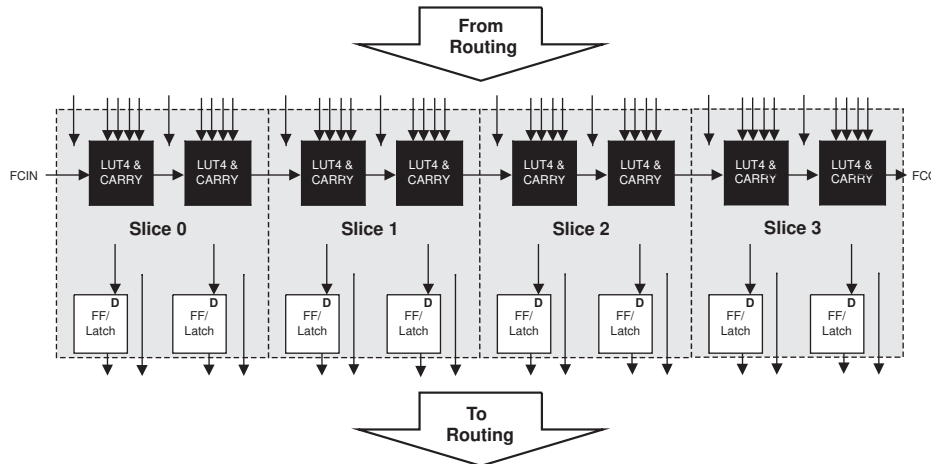 From
Routing
LUT4 &
CARRY
LUT4 &
CARRY
LUT4 &
CARRY
LUT4 &
CARRY
LUT4 &
CARRY
LUT4 &
CARRY
LUT4 &
CARRY
LUT4 &
CARRY
FCIN
Slice 0
Slice 1
Slice 2
Slice 3
D
FF/
Latch
D
FF/
Latch
D
FF/
Latch
D
FF/
Latch
D
FF/
Latch
D
FF/
Latch
D
FF/
Latch
D
FF/
Latch
To
Routing